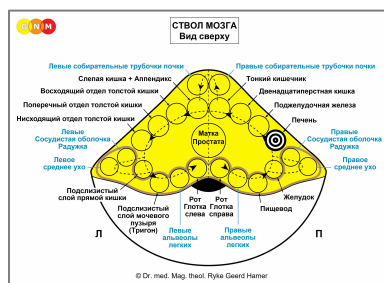 GNM
СТВОЛ МОЗГА
Вид сверху
Левые собирательные трубочки почки
Правые собирательные трубочки почки
Слепая кишка + Аппендикс
Тонкий кишечник
Восходящий отдел толстой кишки
Двенадцатиперстная кишка
Поперечный отдел толстой кишки
Поджелудочная железа
Нисходящий отдел толстой кишки
Печень
Левые
Сосудистая оболочка
Радужка
Матка
Простата
Правые
Сосудистая оболочка
Радужка
Левое
среднее ухо
Правое
среднее ухо
Подслизистый
слой прямой кишки
Подслизистый
слой мочевого
пузыря
(Тригон)
Левые
альвеолы
легких
Рот
Глотка
слева
Рот
Глотка
справа
Правые
альвеолы
легких
Пищевод
Желудок
Л
П
© Dr. med. Mag. theol. Ryke Geerd Hamer